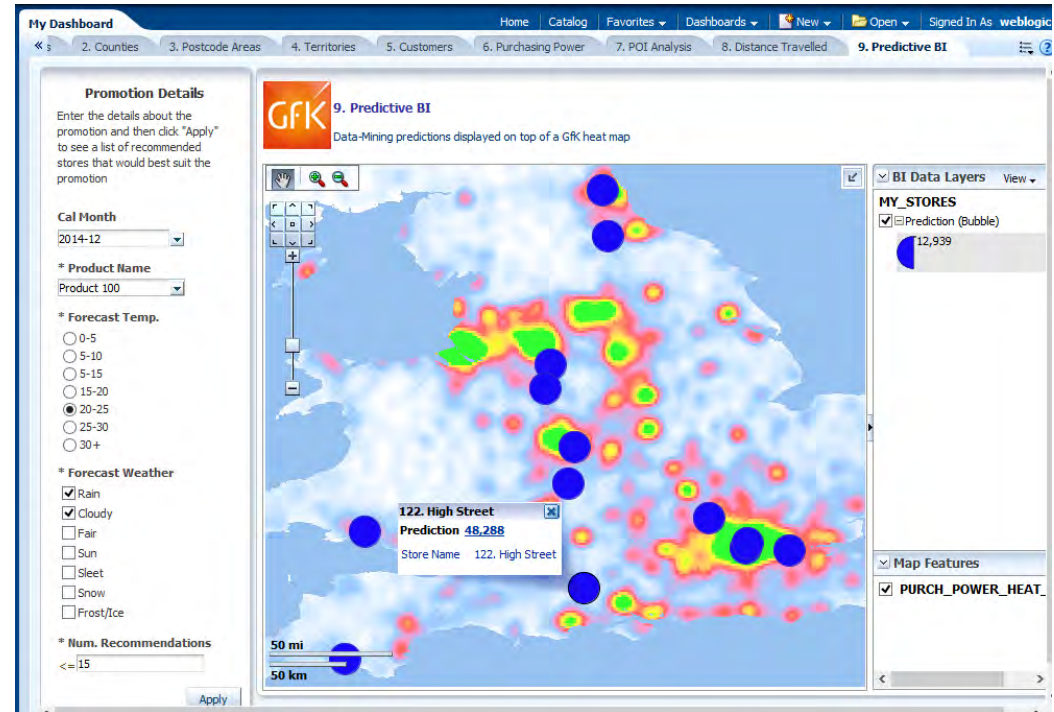 My Dashboard
Home Catalog Favorites Dashboards New Open Signed In As weblogic
« s 2. Counties 3. Postcode Areas 4. Territories 5. Customers 6. Purchasing Power 7. POI Analysis 8. Distance Travelled 9. Predictive BI
Promotion Details
Enter the details about the
promotion and then click "Apply"
to see a list of recommended
stores that would best suit the
promotion
Cal Month
2014-12
* Product Name
Product 100
* Forecast Temp.
0-5
5-10
5-15
15-20
20-25
25-30
30+
* Forecast Weather
Rain
Cloudy
Fair
Sun
Sleet
Snow
Frost/Ice
* Num. Recommendations
<= 15
Apply
GfK
9. Predictive BI
Data-Mining predictions displayed on top of a GfK heat map
122. High Street
Prediction 48,288
Store Name 122. High Street
50 mi
50 km
BI Data Layers View
MY_STORES
Prediction (Bubble)
12,939
Map Features
PURCH_POWER_HEAT_